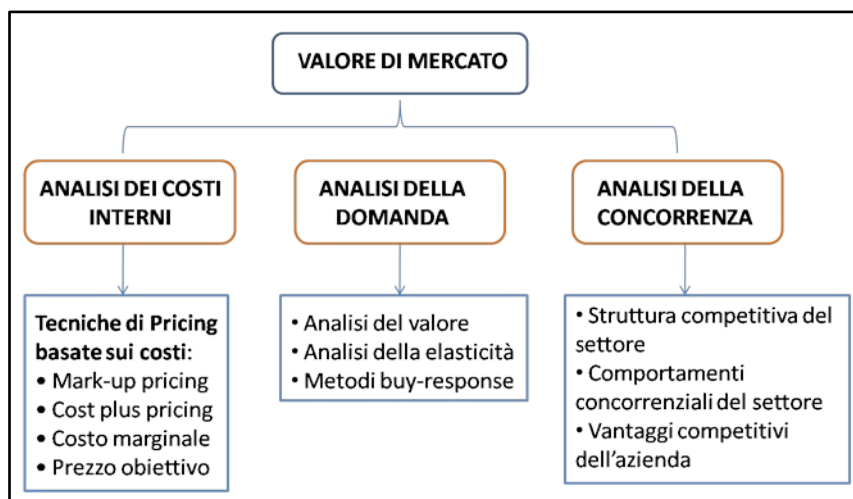 VALORE DI MERCATO
ANALISI DEI COSTI
INTERNI
Tecniche di Pricing
basate sui costi:
• Mark-up pricing
• Cost plus pricing
• Costo marginale
• Prezzo obiettivo
ANALISI DELLA
DOMANDA
• Analisi del valore
• Analisi della elasticità
• Metodi buy-response
ANALISI DELLA
CONCORRENZA
• Struttura competitiva del
settore
• Comportamenti
concorrenziali del settore
• Vantaggi competitivi
dell'azienda